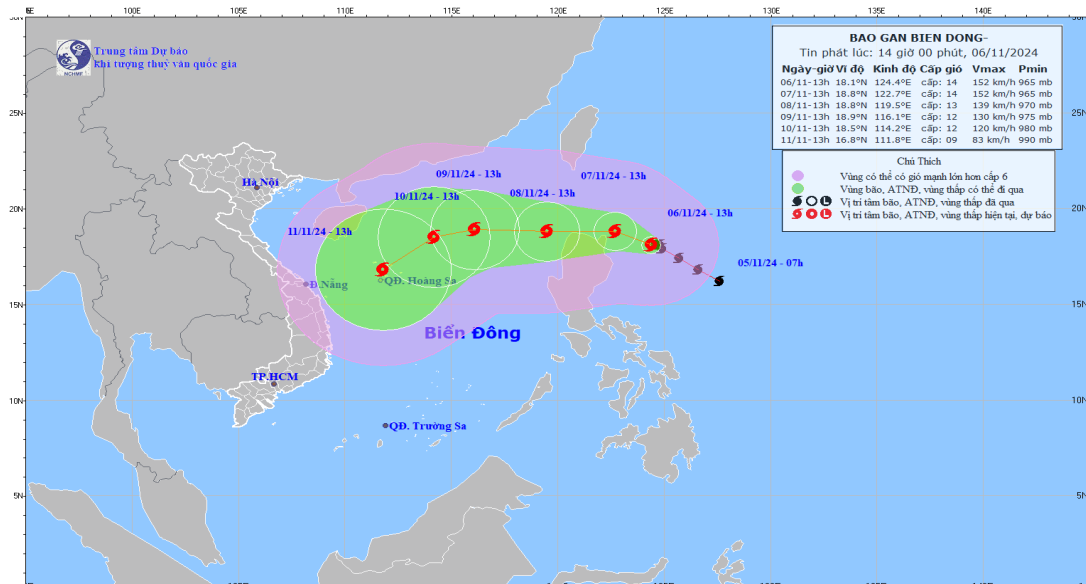 E
110E
115E
120E
125E
130E
135E
140E
30N
Trung tâm Dự báo
khí tượng thuỷ văn quốc gia
NCHMF
BAO GAN BIEN DONG-
Tin phát lúc: 14 giờ 00 phút, 06/11/2024
Ngày-giờ Vĩ độ Kinh độ Cấp gió Vmax Pmin
06/11-13h 18.1°N 124.4°E cấp: 14 152 km/h 965 mb
07/11-13h 18.8°N 122.7°E cấp: 14 152 km/h 965 mb
08/11-13h 18.8°N 119.5°E cấp: 13 139 km/h 970 mb
09/11-13h 18.9°N 116.1°E cấp: 12 130 km/h 975 mb
10/11-13h 18.5°N 114.2°E cấp: 12 120 km/h 980 mb
11/11-13h 16.8°N 111.8°E cấp: 09 83 km/h 990 mb
Chú Thích
Vùng có thể có gió mạnh lớn hơn cấp 6
Vùng bão, ATNĐ, vùng thấp có thể đi qua
Vị trí tâm bão, ATNĐ, vùng thấp đã qua
Vị trí tâm bão, ATNĐ, vùng thấp hiện tại, dự báo
25N
25N
09/11/24 - 13h
07/11/24 - 13h
Hà Nội
10/11/24 - 13h
08/11/24 - 13h
20N
20N
06/11/24 - 13h
11/11/24 - 13h
05/11/24 - 07h
Đ.Nẵng
QĐ. Hoàng Sa
15N
15N
Biển Đông
TP.HCM
10N
10N
QĐ. Trường Sa
5N
5N